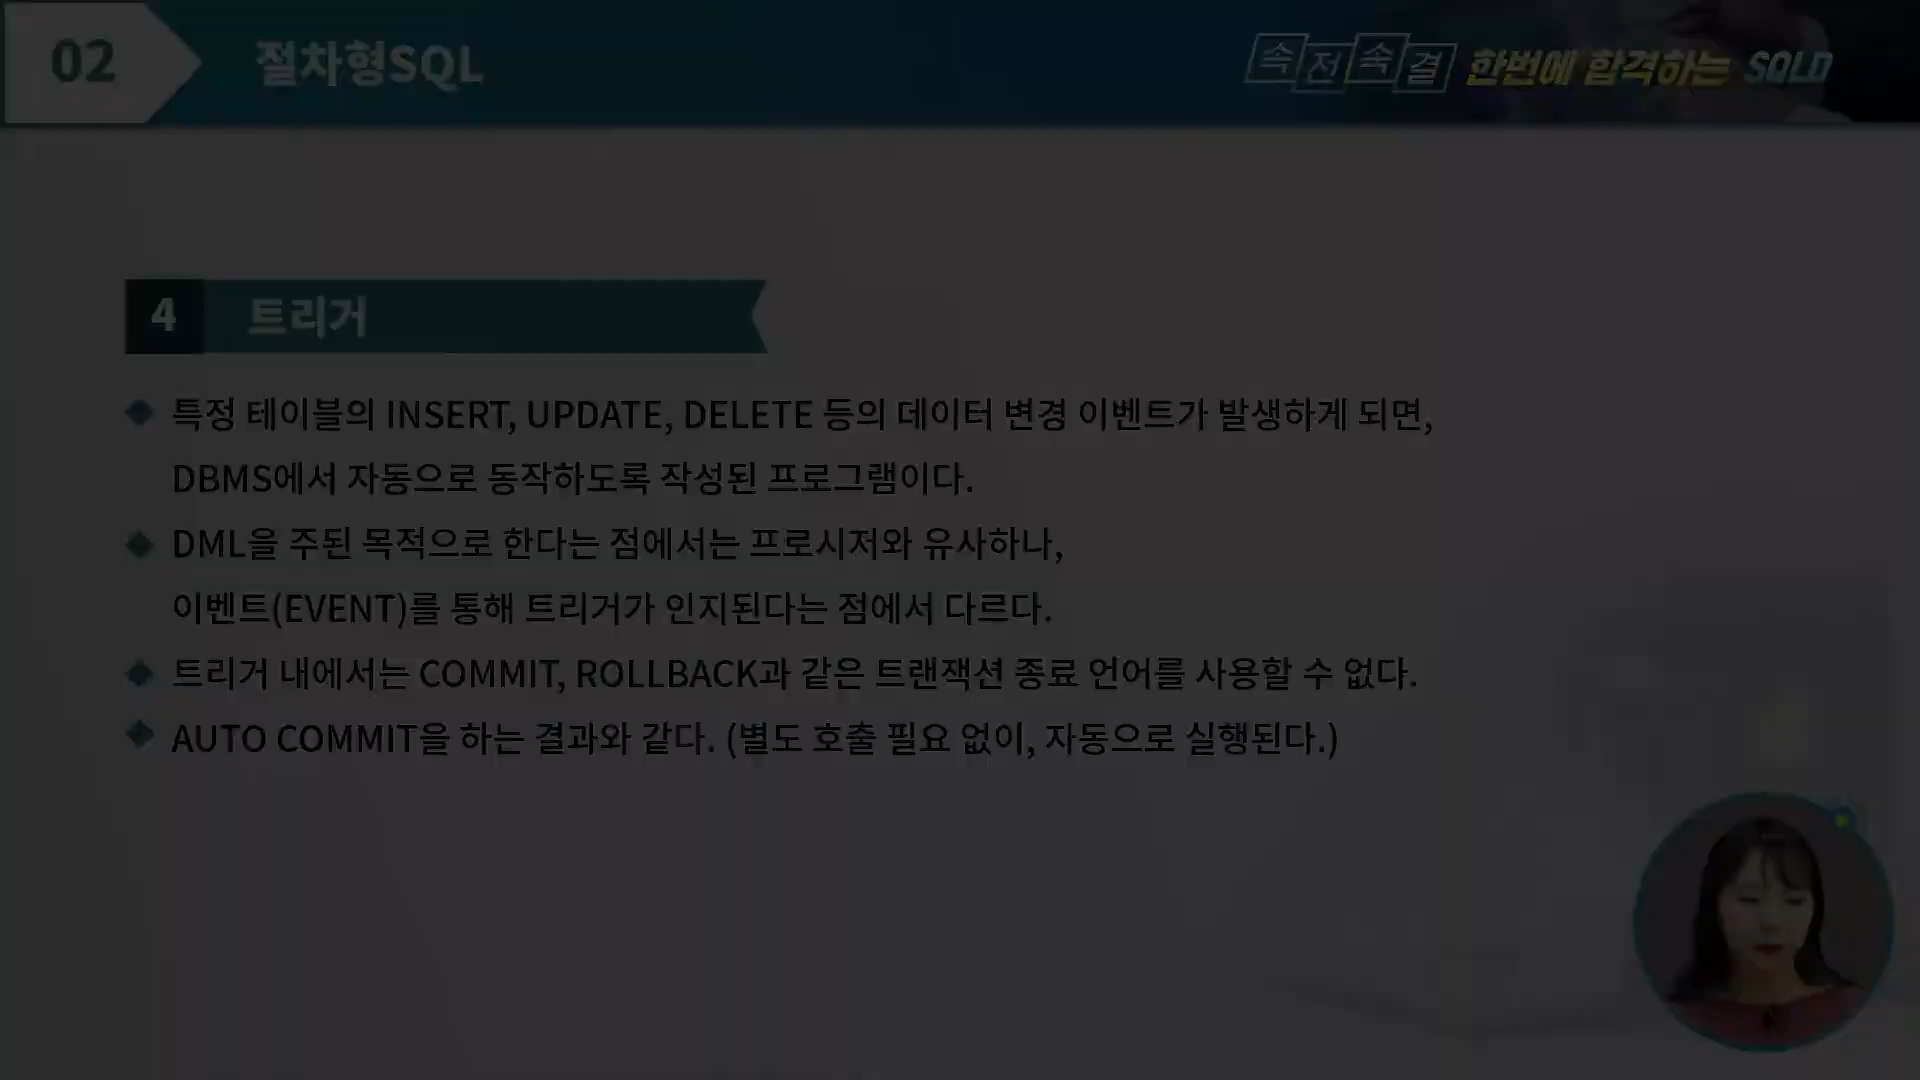 02
절차형SQL
속전속결 한번에 합격하는 SQLD
4 트리거
특정 테이블의 INSERT, UPDATE, DELETE 등의 데이터 변경 이벤트가 발생하게 되면,
DBMS에서 자동으로 동작하도록 작성된 프로그램이다.
DML을 주된 목적으로 한다는 점에서는 프로시저와 유사하나,
이벤트(EVENT)를 통해 트리거가 인지된다는 점에서 다르다.
트리거 내에서는 COMMIT, ROLLBACK과 같은 트랜잭션 종료 언어를 사용할 수 없다.
AUTO COMMIT을 하는 결과와 같다. (별도 호출 필요 없이, 자동으로 실행된다.)